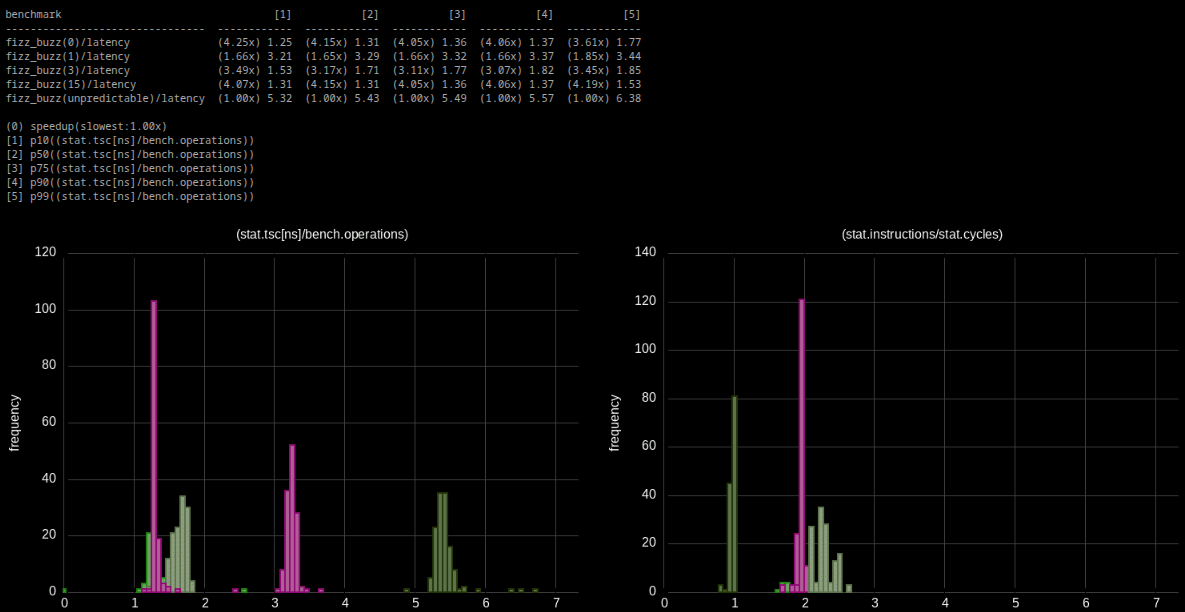 benchmark [1] [2] [3] [4] [5]
-------------------------------- ------------ ------------ ------------ ------------ ------------
fizz_buzz(0)/latency (4.25x) 1.25 (4.15x) 1.31 (4.05x) 1.36 (4.06x) 1.37 (3.61x) 1.77
fizz_buzz(1)/latency (1.66x) 3.21 (1.65x) 3.29 (1.66x) 3.32 (1.66x) 3.37 (1.85x) 3.44
fizz_buzz(3)/latency (3.49x) 1.53 (3.17x) 1.71 (3.11x) 1.77 (3.07x) 1.82 (3.45x) 1.85
fizz_buzz(15)/latency (4.07x) 1.31 (4.15x) 1.31 (4.05x) 1.36 (4.06x) 1.37 (4.19x) 1.53
fizz_buzz(unpredictable)/latency (1.00x) 5.32 (1.00x) 5.43 (1.00x) 5.49 (1.00x) 5.57 (1.00x) 6.38
(0) speedup(slowest:1.00x)
[1] p10((stat.tsc[ns]/bench.operations))
[2] p50((stat.tsc[ns]/bench.operations))
[3] p75((stat.tsc[ns]/bench.operations))
[4] p90((stat.tsc[ns]/bench.operations))
[5] p99((stat.tsc[ns]/bench.operations))
(stat.tsc[ns]/bench.operations)
120
100
80
60
40
20
0
frequency
0 1 2 3 4 5 6 7
(stat.instructions/stat.cycles)
140
120
100
80
60
40
20
0
frequency
0 1 2 3 4 5 6 7